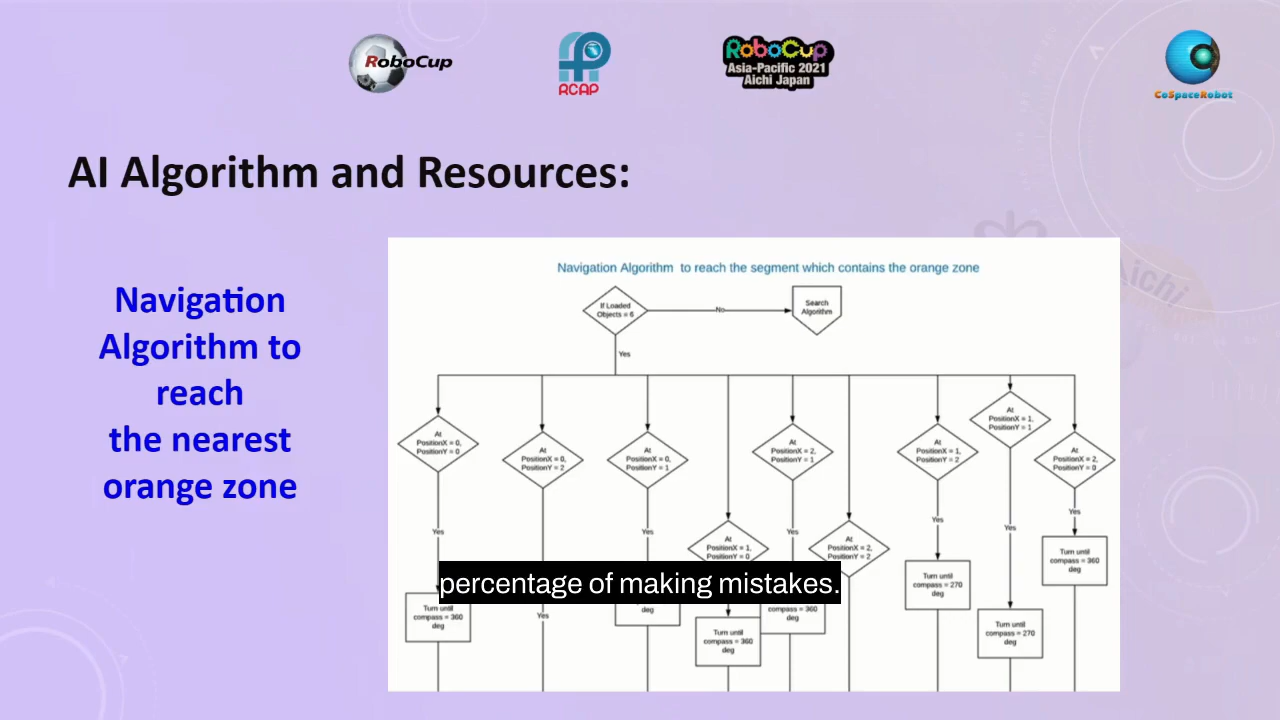 RoboCup
RCAP
RoboCup
Asia-Pacific 2021
Aichi Japan
CoSpaceRobot
AI Algorithm and Resources:
Navigation
Algorithm to
reach
the nearest
orange zone
Navigation Algorithm to reach the segment which contains the orange zone
If Loaded
Objects = 6
No
Search
Algorithm
Yes
At
PositionX = 0,
PositionY = 0
At
PositionX = 0,
PositionY = 2
At
PositionX = 0,
PositionY = 1
At
PositionX = 1,
PositionY = 0
At
PositionX = 2,
PositionY = 1
At
PositionX = 2,
PositionY = 2
At
PositionX = 1,
PositionY = 2
At
PositionX = 1,
PositionY = 1
At
PositionX = 2,
PositionY = 0
Yes
Yes
Yes
Yes
Yes
Yes
Yes
Turn until
compass = 360
deg
deg
Turn until
compass = 360
deg
compass = 360
deg
Turn until
compass = 270
deg
Turn until
compass = 270
deg
Turn until
compass = 360
deg
percentage of making mistakes.
Aichi